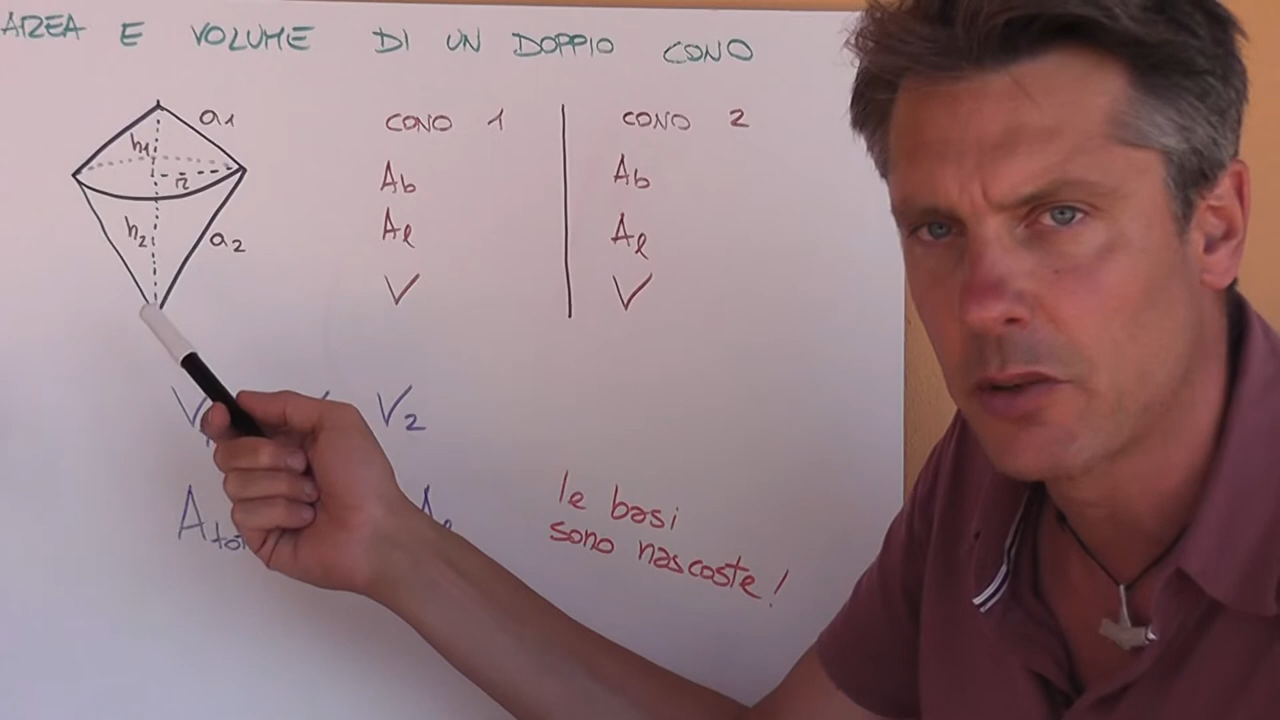 AREA E VOLUME DI UN DOPPIO CONO
a1
h1
r
h2
a2
CONO 1
Ab
Al
V
CONO 2
Ab
Al
V
V2
Atot
le basi
sono nascoste!